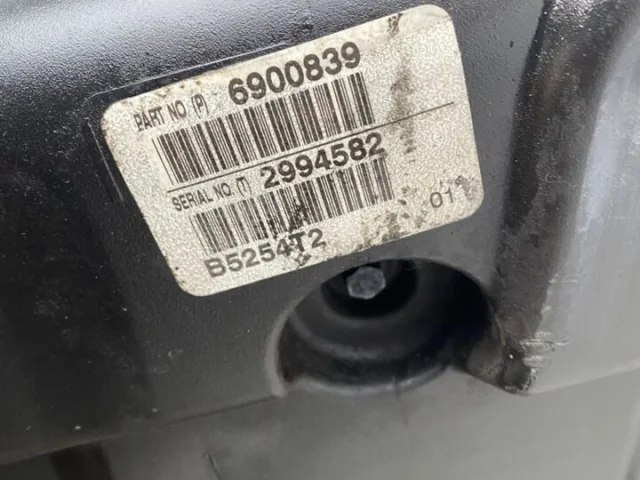 PART NO. (P) 6900839
SERIAL NO. (T) 2994582
B5254T2
01